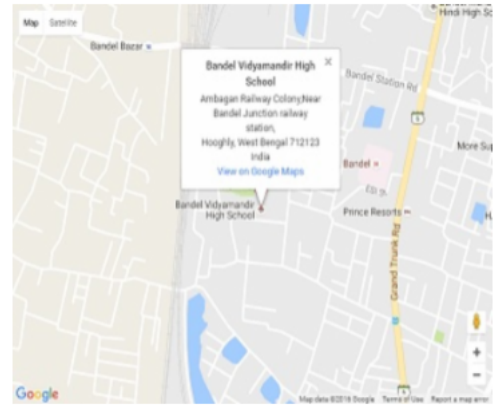 Hindi High Sc
Map Satellite
Bandel Bazar
Bandel Vidyamandir High
School
Ambagan Railway Colony,Near
Bandel Junction railway
station,
Hooghly, West Bengal 712123
India
View on Google Maps
Bandel Station Rd
6
More Sup
Bandel
Bandel Vidyamandir
High School
Prince Resorts
Grand Trunk Rd
Google
Map data ©2016 Google Terms of Use Report a map error